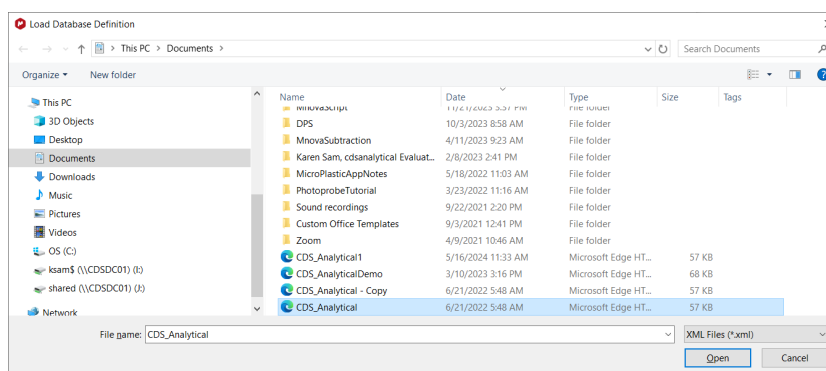 Load Database Definition
This PC > Documents >
Search Documents
Organize
New folder
Name Date Type Size Tags
This PC
3D Objects
Desktop
Documents
Downloads
Music
Pictures
Videos
OS (C:)
ksam$ (\\CDSDC01) (I:)
shared (\\CDSDC01) (J:)
Network
MnovaScript 11/21/2023 3:37 PM File folder
DPS 10/3/2023 8:58 AM File folder
MnovaSubtraction 4/11/2023 9:23 AM File folder
Karen Sam, cdsanalytical Evaluat... 2/8/2023 2:41 PM File folder
MicroPlasticAppNotes 5/18/2022 11:03 AM File folder
PhotoprobeTutorial 3/23/2022 11:16 AM File folder
Sound recordings 9/22/2021 2:20 PM File folder
Custom Office Templates 9/3/2021 12:41 PM File folder
Zoom 4/9/2021 10:46 AM File folder
CDS_Analytical1 5/16/2024 11:33 AM Microsoft Edge HT... 57 KB
CDS_AnalyticalDemo 3/10/2023 3:16 PM Microsoft Edge HT... 68 KB
CDS_Analytical - Copy 6/21/2022 5:48 AM Microsoft Edge HT... 57 KB
CDS_Analytical 6/21/2022 5:48 AM Microsoft Edge HT... 57 KB
File name: CDS_Analytical
XML Files (*.xml)
Open
Cancel